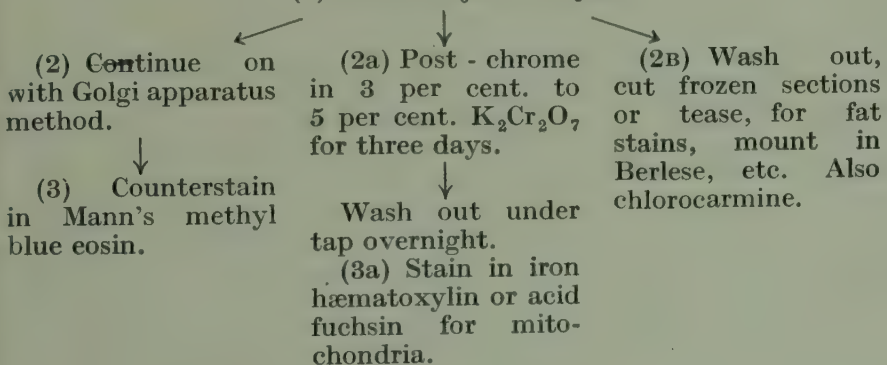 (2) Continue on
with Golgi apparatus
method.
(3) Counterstain
in Mann's methyl
blue eosin.
(2a) Post - chrome
in 3 per cent. to
5 per cent. K₂Cr₂O₇
for three days.
Wash out under
tap overnight.
(3a) Stain in iron
hæmatoxylin or acid
fuchsin for mito-
chondria.
(2B) Wash out,
cut frozen sections
or tease, for fat
stains, mount in
Berlese, etc. Also
chlorocarmine.